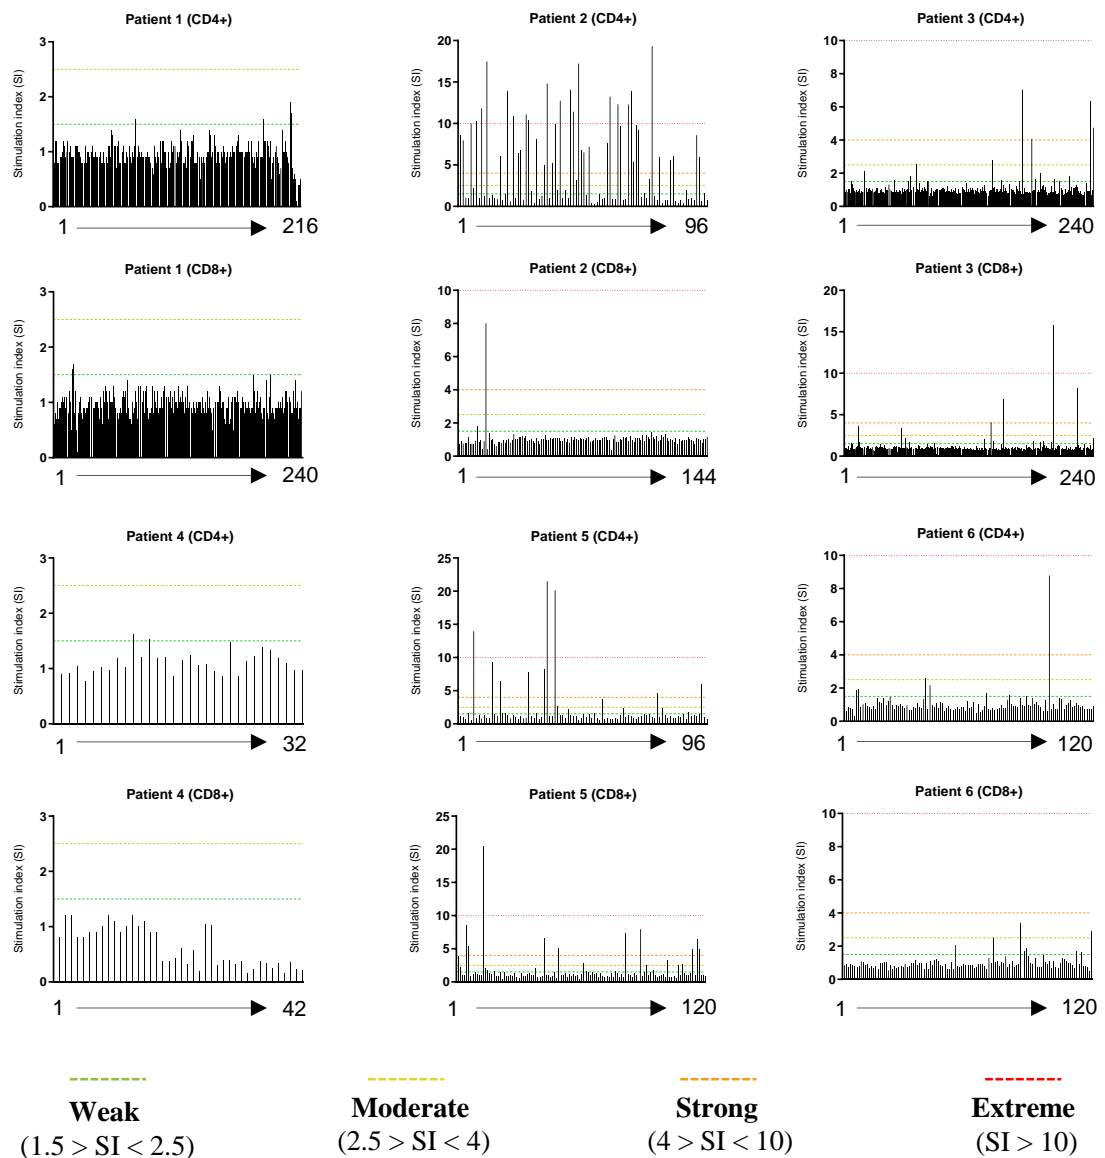 Patient 1 (CD4+)
Stimulation index (SI)
3
2
1
0
1
216
Patient 2 (CD4+)
Stimulation index (SI)
20
15
10
5
0
1
96
Patient 3 (CD4+)
Stimulation index (SI)
10
8
6
4
2
0
1
240
Patient 1 (CD8+)
Stimulation index (SI)
3
2
1
0
1
240
Patient 2 (CD8+)
Stimulation index (SI)
10
8
6
4
2
0
1
144
Patient 3 (CD8+)
Stimulation index (SI)
20
15
10
5
0
1
240
Patient 4 (CD4+)
Stimulation index (SI)
3
2
1
0
1
32
Patient 5 (CD4+)
Stimulation index (SI)
25
20
15
10
5
0
1
96
Patient 6 (CD4+)
Stimulation index (SI)
10
8
6
4
2
0
1
120
Patient 4 (CD8+)
Stimulation index (SI)
3
2
1
0
1
42
Patient 5 (CD8+)
Stimulation index (SI)
25
20
15
10
5
0
1
120
Patient 6 (CD8+)
Stimulation index (SI)
10
8
6
4
2
0
1
120
Weak
(1.5 > SI < 2.5)
Moderate
(2.5 > SI < 4)
Strong
(4 > SI < 10)
Extreme
(SI > 10)